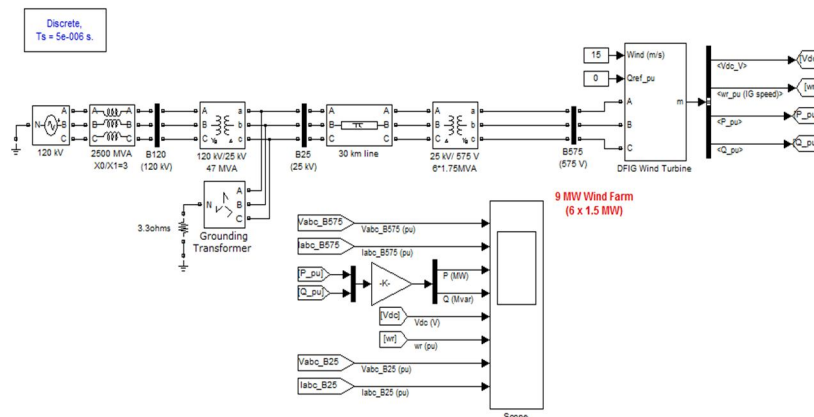 Discrete,
Ts = 5e-006 s.
N
A
B
C
120 kV
A
B
C
A
B
C
2500 MVA
X0/X1=3
B120
(120 kV)
A
B
C
a
b
c
120 kV/25 kV
47 MVA
B25
(25 kV)
A
B
C
A
B
C
30 km line
A
B
C
a
b
c
25 kV/ 575 V
6*1.75MVA
B575
(575 V)
15
0
Wind (m/s)
Qref_pu
A
B
C
m
DFIG Wind Turbine
<Vdc_V>
<wr_pu (IG speed)>
<P_pu>
<Q_pu>
[Vdc
[wr]
[P_pu
[Q_pu
3.3ohms
N
A
B
C
Grounding
Transformer
9 MW Wind Farm
(6 x 1.5 MW)
Vabc_B575
Vabc_B575 (pu)
Iabc_B575
Iabc_B575 (pu)
[P_pu]
[Q_pu]
-K-
P (MW)
Q (Mvar)
[Vdc]
Vdc (V)
[wr]
wr (pu)
Vabc_B25
Vabc_B25 (pu)
Iabc_B25
Iabc_B25 (pu)